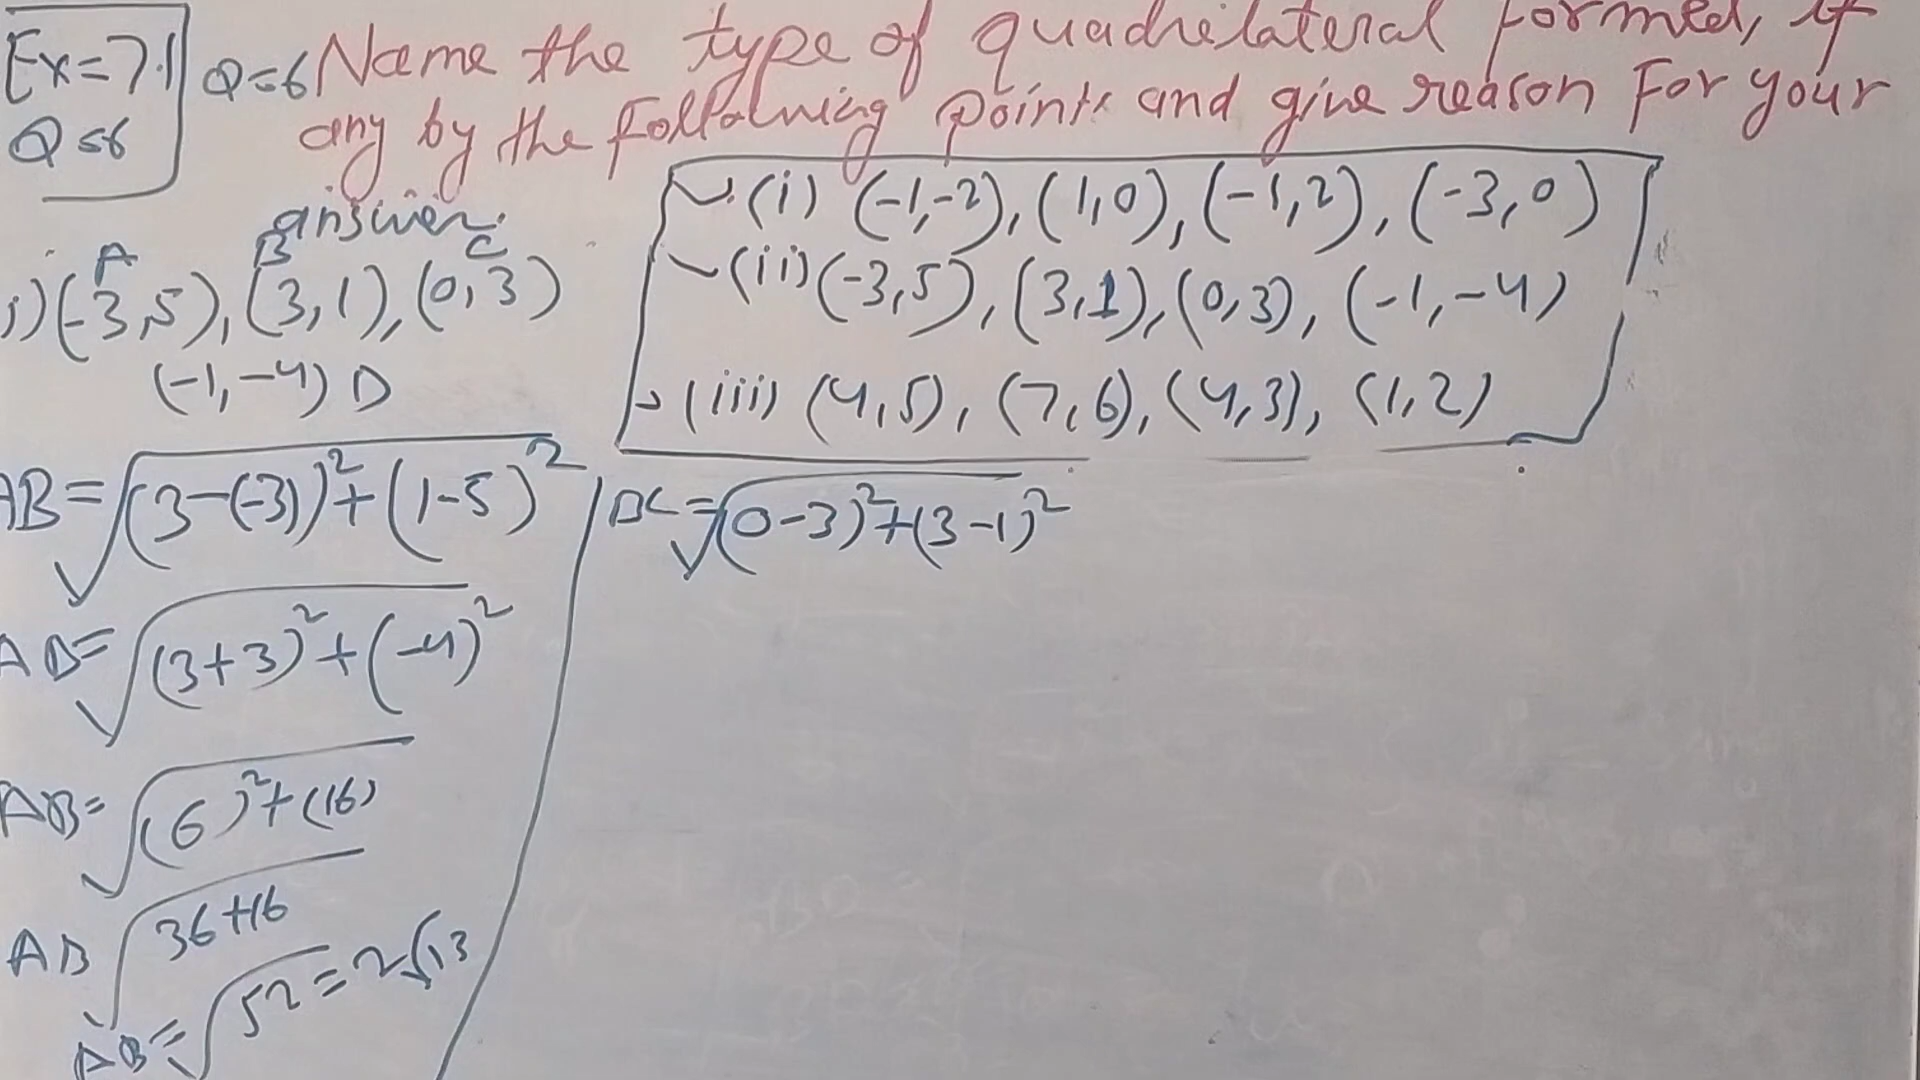 Ex=7.1
Q=6
Q=6 Name the type of quadrilateral formed, if
any by the following points and give reason For your
answer.
(i) (-1,-2), (1,0), (-1,2), (-3,0)
(ii) (-3,5), (3,1), (0,3), (-1,-4)
(iii) (4,5), (7,6), (4,3), (1,2)
A B C
i) (-3,5), (3,1), (0,3)
(-1,-4) D
AB=√(3-(-3))²+(1-5)²
AB=√(3+3)²+(-4)²
AB=√(6)²+(16)
AB √36+16
AB=√52=2√13
BC=√(0-3)²+(3-1)²